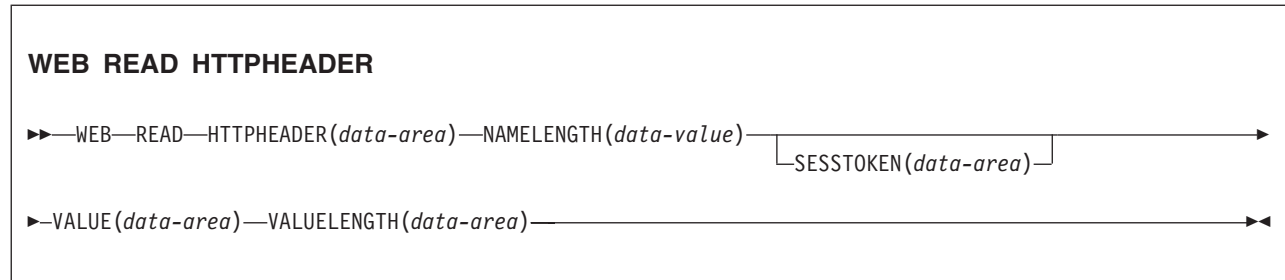 WEB READ HTTPHEADER
WEB READ HTTPHEADER(data-area) NAMELENGTH(data-value)
SESSTOKEN(data-area)
VALUE(data-area) VALUELENGTH(data-area)